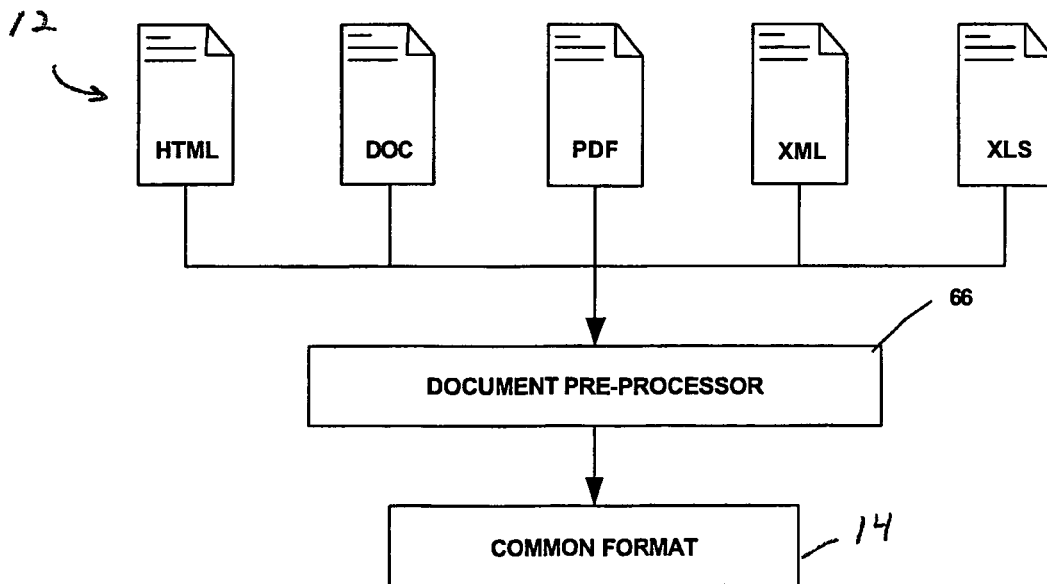 12
HTML DOC PDF XML XLS
66
DOCUMENT PRE-PROCESSOR
COMMON FORMAT
14